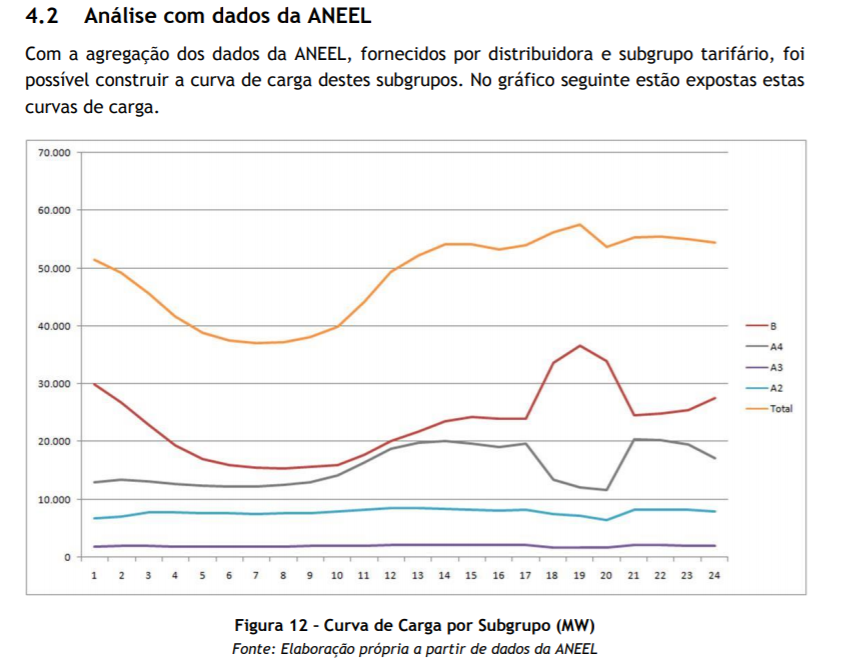 4.2 Análise com dados da ANEEL
Com a agregação dos dados da ANEEL, fornecidos por distribuidora e subgrupo tarifário, foi
possível construir a curva de carga destes subgrupos. No gráfico seguinte estão expostas estas
curvas de carga.
70.000
60.000
50.000
40.000
30.000
20.000
10.000
0
1 2 3 4 5 6 7 8 9 10 11 12 13 14 15 16 17 18 19 20 21 22 23 24
B
A4
A3
A2
Total
Figura 12 - Curva de Carga por Subgrupo (MW)
Fonte: Elaboração própria a partir de dados da ANEEL